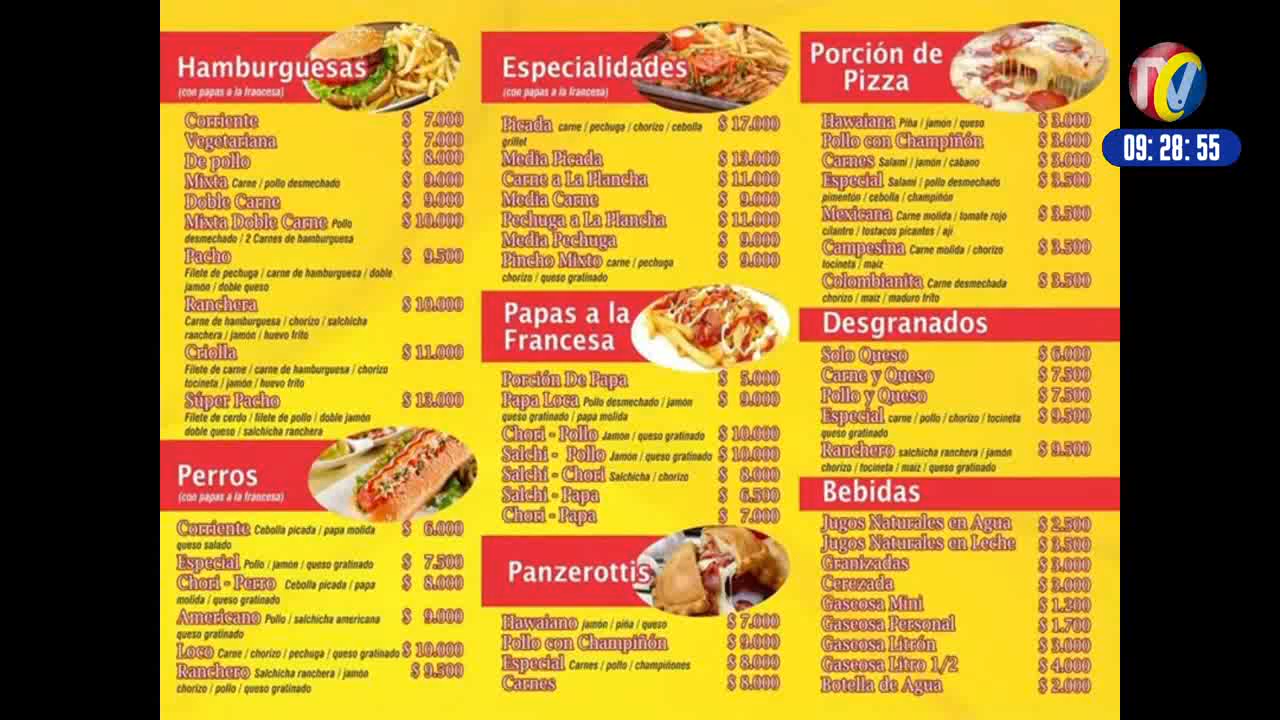 Hamburguesas
(con papas a la francesa)
Corriente $ 7.000
Vegetariana $ 7.000
De pollo $ 8.000
Mixta Carne / pollo desmechado $ 9.000
Doble Carne $ 9.000
Mixta Doble Carne Pollo $ 10.000
desmechado / 2 Carnes de hamburguesa
Pacho $ 9.500
Filete de pechuga / carne de hamburguesa / doble
jamón / doble queso
Ranchera $ 10.000
Carne de hamburguesa / chorizo / salchicha
ranchera / jamón / huevo frito
Criolla $ 11.000
Filete de carne / carne de hamburguesa / chorizo
tocineta / jamón / huevo frito
Súper Pacho $ 13.000
Filete de cerdo / filete de pollo / doble jamón
doble queso / salchicha ranchera
Perros
(con papas a la francesa)
Corriente Cebolla picada / papa molida $ 6.000
queso salado
Especial Pollo / jamón / queso gratinado $ 7.500
Chori - Perro Cebolla picada / papa $ 8.000
molida / queso gratinado
Americano Pollo / salchicha americana $ 9.000
queso gratinado
Loco Carne / chorizo / pechuga / queso gratinado $ 10.000
Ranchero Salchicha ranchera / jamón $ 9.500
chorizo / pollo / queso gratinado
Especialidades
(con papas a la francesa)
Picada carne / pechuga / chorizo / cebolla $ 17.000
grillet
Media Picada $ 13.000
Carne a La Plancha $ 11.000
Media Carne $ 9.000
Pechuga a La Plancha $ 11.000
Media Pechuga $ 9.000
Pincho Mixto carne / pechuga $ 9.000
chorizo / queso gratinado
Papas a la
Francesa
Porción De Papa $ 5.000
Papa Loca Pollo desmechado / jamón $ 9.000
queso gratinado / papa molida
Chori - Pollo Jamón / queso gratinado $ 10.000
Salchi - Pollo Jamón / queso gratinado $ 10.000
Salchi - Chori Salchicha / chorizo $ 8.000
Salchi - Papa $ 6.500
Chori - Papa $ 7.000
Panzerottis
Hawaiano jamón / piña / queso $ 7.000
Pollo con Champiñón $ 9.000
Especial Carnes / pollo / champiñones $ 8.000
Carnes $ 8.000
Porción de
Pizza
Hawaiana Piña / jamón / queso $ 3.000
Pollo con Champiñón $ 3.000
Carnes Salami / jamón / cabano $ 3.000
Especial Salami / pollo desmechado $ 3.500
pimentón / cebolla / champiñón
Mexicana Carne molida / tomate rojo $ 3.500
cilantro / tostacos picantes / ají
Campesina Carne molida / chorizo $ 3.500
tocineta / maíz
Colombianita Carne desmechada $ 3.500
chorizo / maíz / maduro frito
Desgranados
Solo Queso $ 6.000
Carne y Queso $ 7.500
Pollo y Queso $ 7.500
Especial carne / pollo / chorizo / tocineta $ 9.500
queso gratinado
Ranchero salchicha ranchera / jamón $ 9.500
chorizo / tocineta / maíz / queso gratinado
Bebidas
Jugos Naturales en Agua $ 2.500
Jugos Naturales en Leche $ 3.500
Granizadas $ 3.000
Cerezada $ 3.000
Gaseosa Mini $ 1.200
Gaseosa Personal $ 1.700
Gaseosa Litrón $ 3.000
Gaseosa Litro 1/2 $ 4.000
Botella de Agua $ 2.000
TVC
09: 28: 55